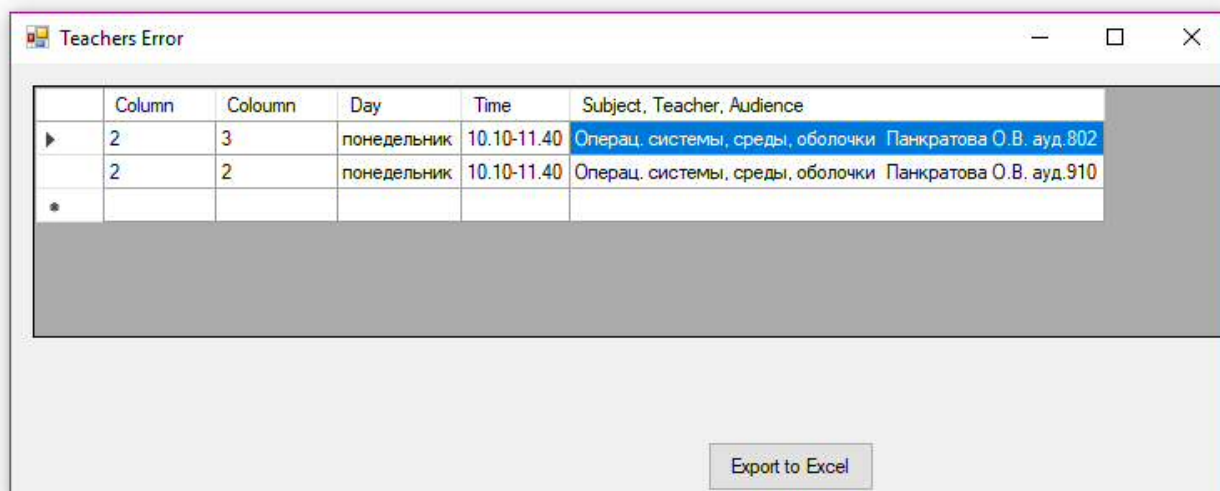 Teachers Error
Column Coloumn Day Time Subject, Teacher, Audience
2 3 понедельник 10.10-11.40 Операц. системы, среды, оболочки Панкратова О.В. ауд.802
2 2 понедельник 10.10-11.40 Операц. системы, среды, оболочки Панкратова О.В. ауд.910
Export to Excel